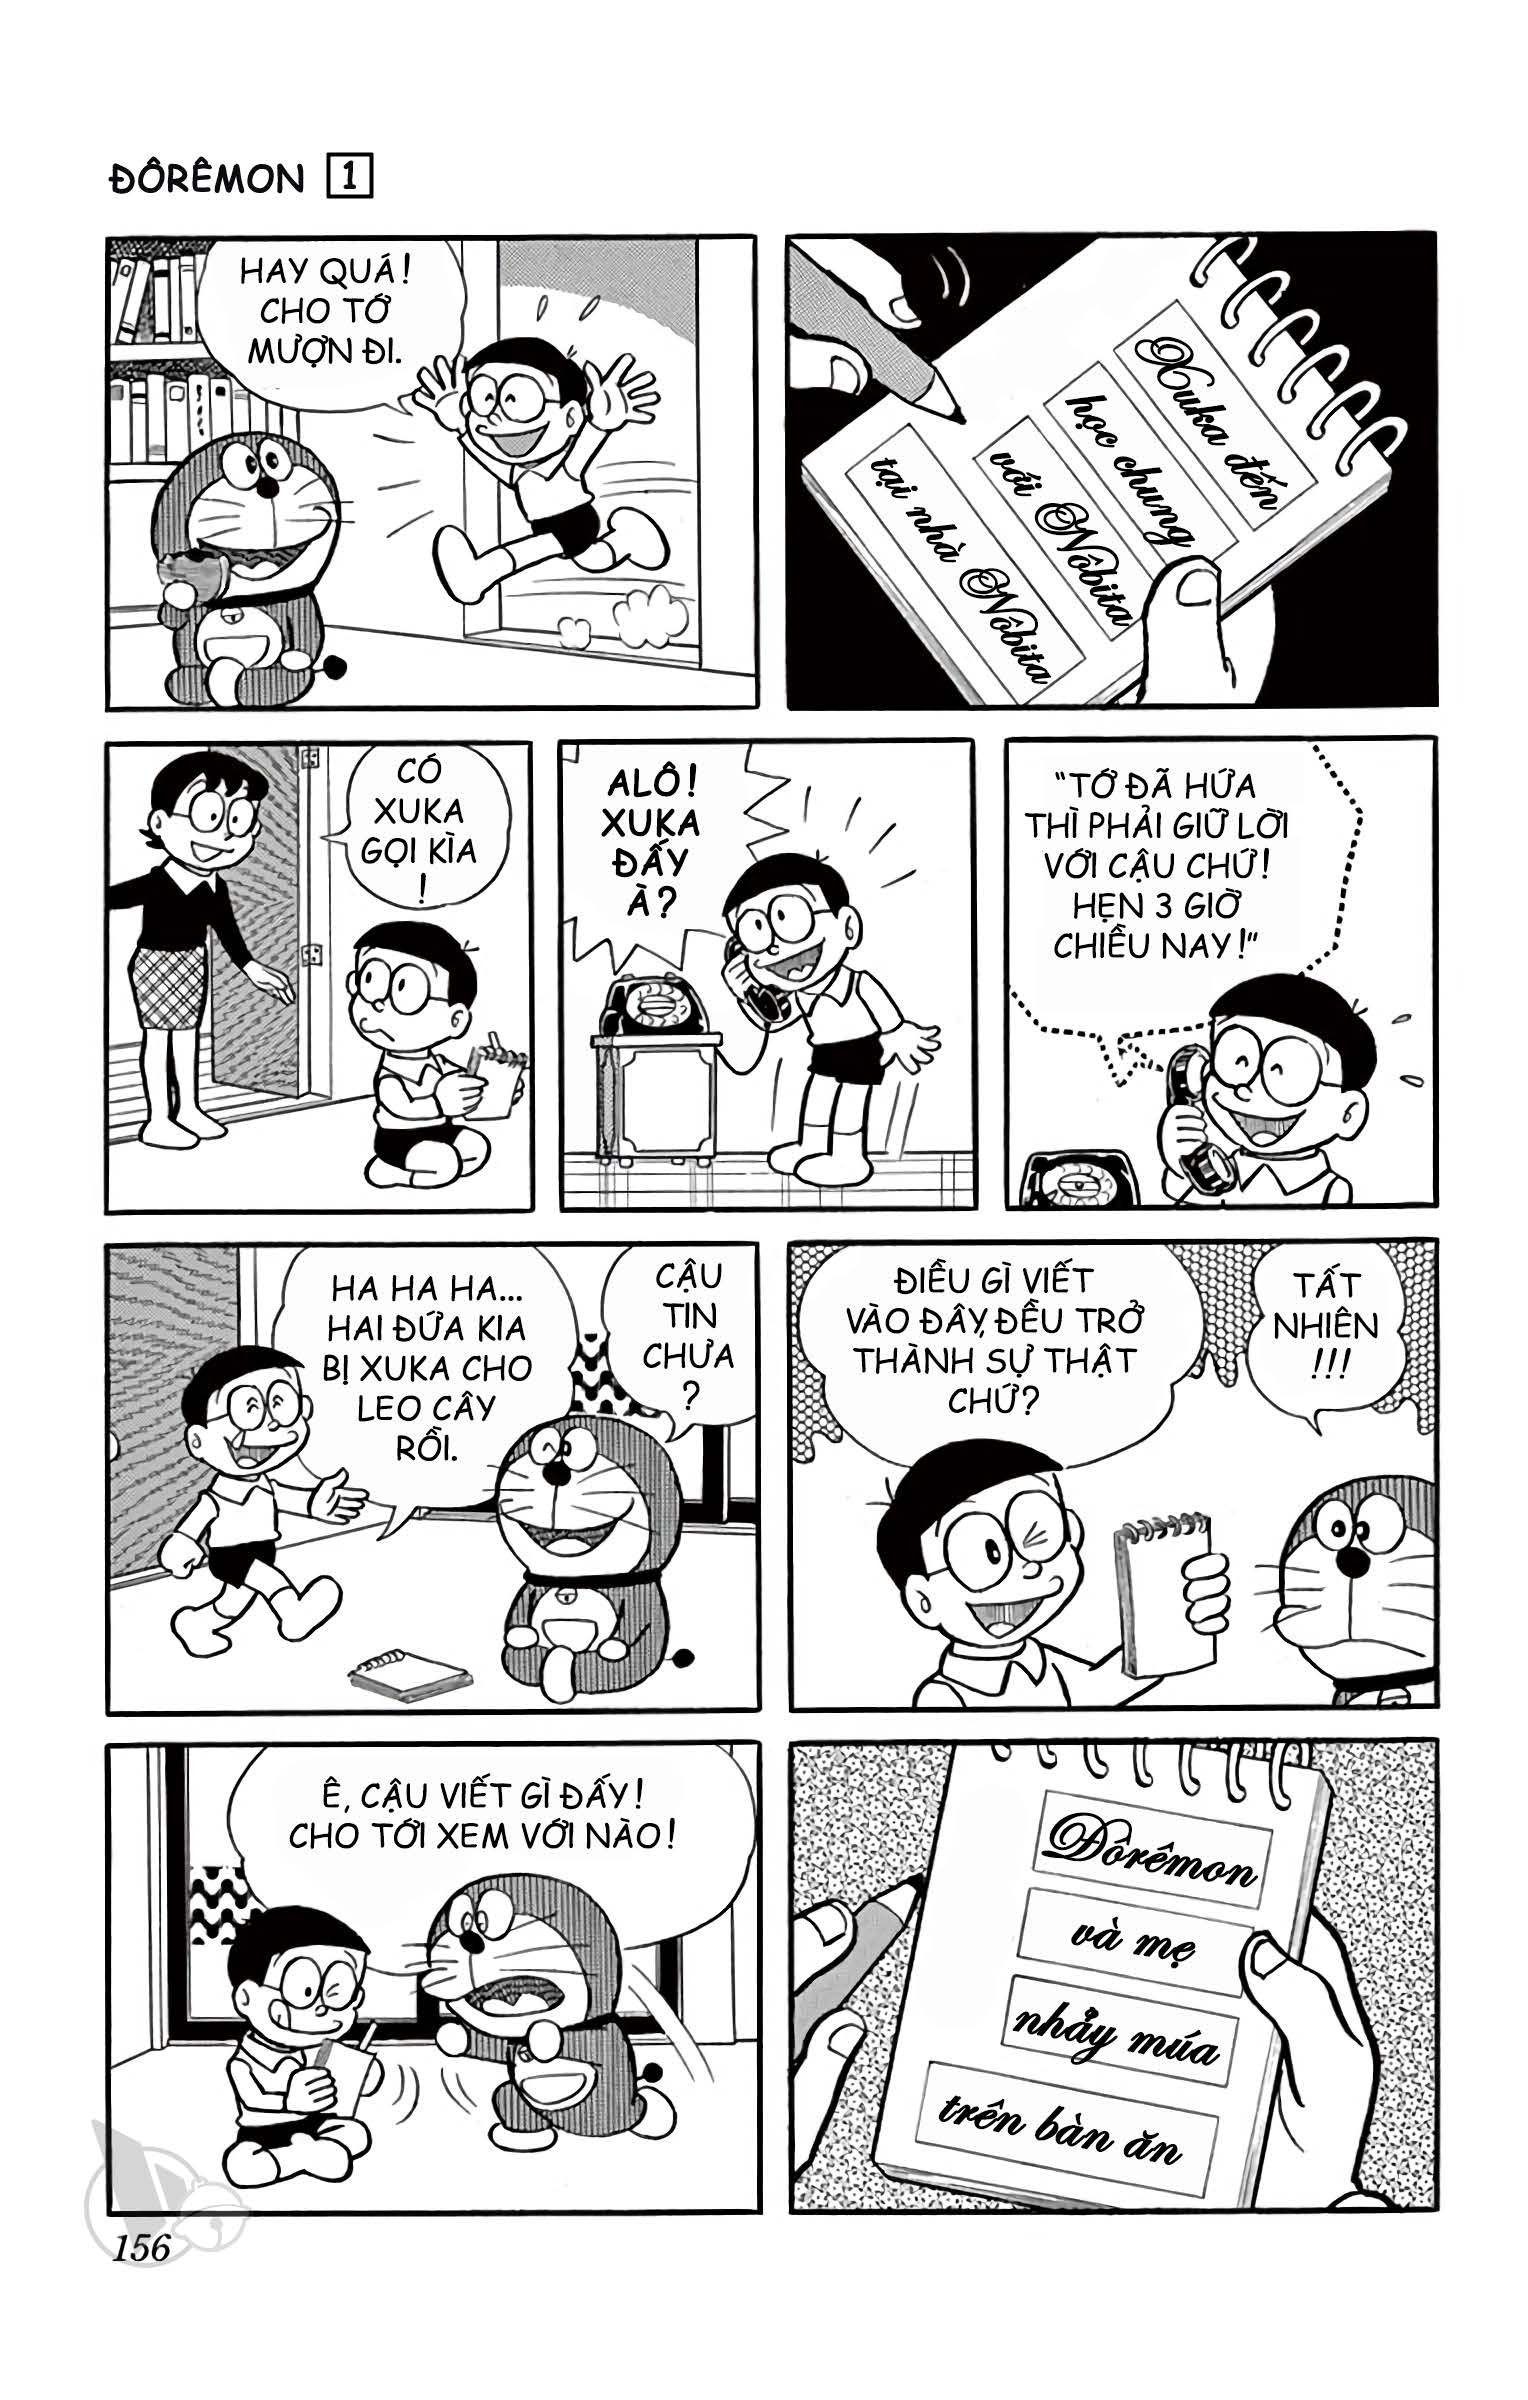 ĐÔRÊMON 1
HAY QUÁ!
CHO TỚ
MƯỢN ĐI.
Xuka đến
học chung
với Nôbita
tại nhà Nôbita
CÓ
XUKA
GỌI KÌA
!
ALÔ!
XUKA
ĐẤY
À?
“TỚ ĐÃ HỨA
THÌ PHẢI GIỮ LỜI
VỚI CẬU CHỨ!
HẸN 3 GIỜ
CHIỀU NAY!”
HA HA HA...
HAI ĐỨA KIA
BỊ XUKA CHO
LEO CÂY
RỒI.
CẬU
TIN
CHƯA
?
ĐIỀU GÌ VIẾT
VÀO ĐÂY, ĐỀU TRỞ
THÀNH SỰ THẬT
CHỨ?
TẤT
NHIÊN
!!!
Ê, CẬU VIẾT GÌ ĐẤY!
CHO TỚI XEM VỚI NÀO!
Đôrêmon
và mẹ
nhảy múa
trên bàn ăn
156